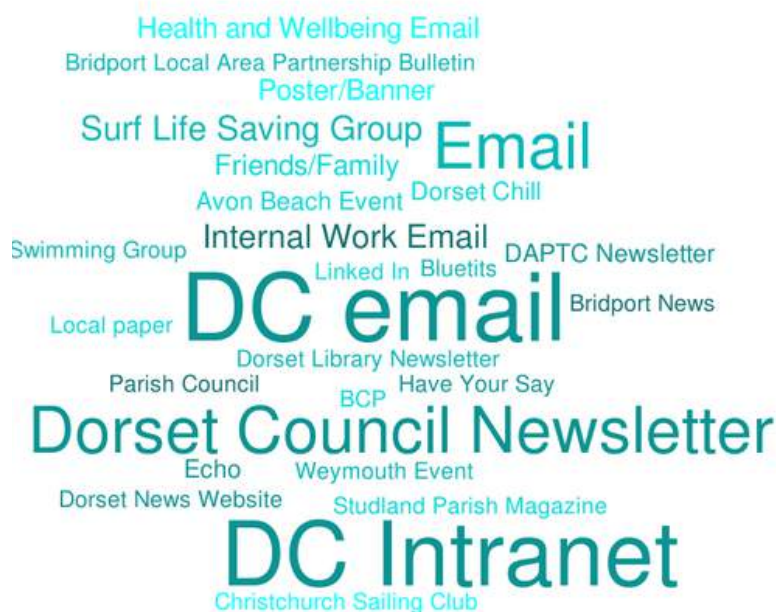 Health and Wellbeing Email
Bridport Local Area Partnership Bulletin
Poster/Banner
Surf Life Saving Group
Email
Friends/Family
Avon Beach Event
Dorset Chill
Internal Work Email
Swimming Group
DAPTC Newsletter
Linked In
Bluetits
DC email
Bridport News
Local paper
Dorset Library Newsletter
Parish Council
Have Your Say
BCP
Dorset Council Newsletter
Echo
Weymouth Event
Dorset News Website
Studland Parish Magazine
DC Intranet
Christchurch Sailing Club